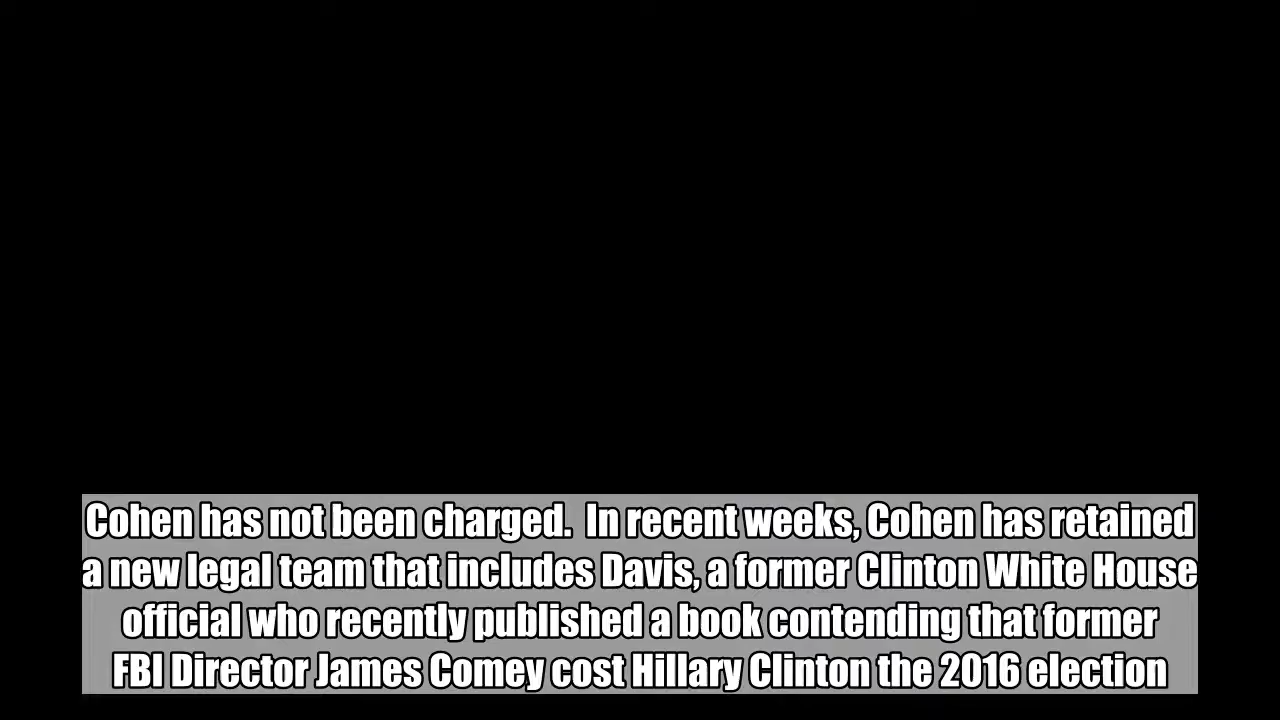 Cohen has not been charged.  In recent weeks, Cohen has retained
a new legal team that includes Davis, a former Clinton White House
official who recently published a book contending that former
FBI Director James Comey cost Hillary Clinton the 2016 election